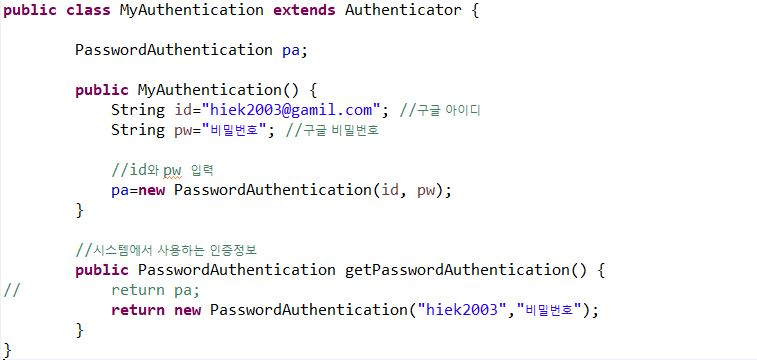 public class MyAuthentication extends Authenticator {
PasswordAuthentication pa;
public MyAuthentication() {
String id="hiek2003@gamil.com"; //구글 아이디
String pw="비밀번호"; //구글 비밀번호
//id와 pw 입력
pa=new PasswordAuthentication(id, pw);
}
//시스템에서 사용하는 인증정보
public PasswordAuthentication getPasswordAuthentication() {
// return pa;
return new PasswordAuthentication("hiek2003","비밀번호");
}
}